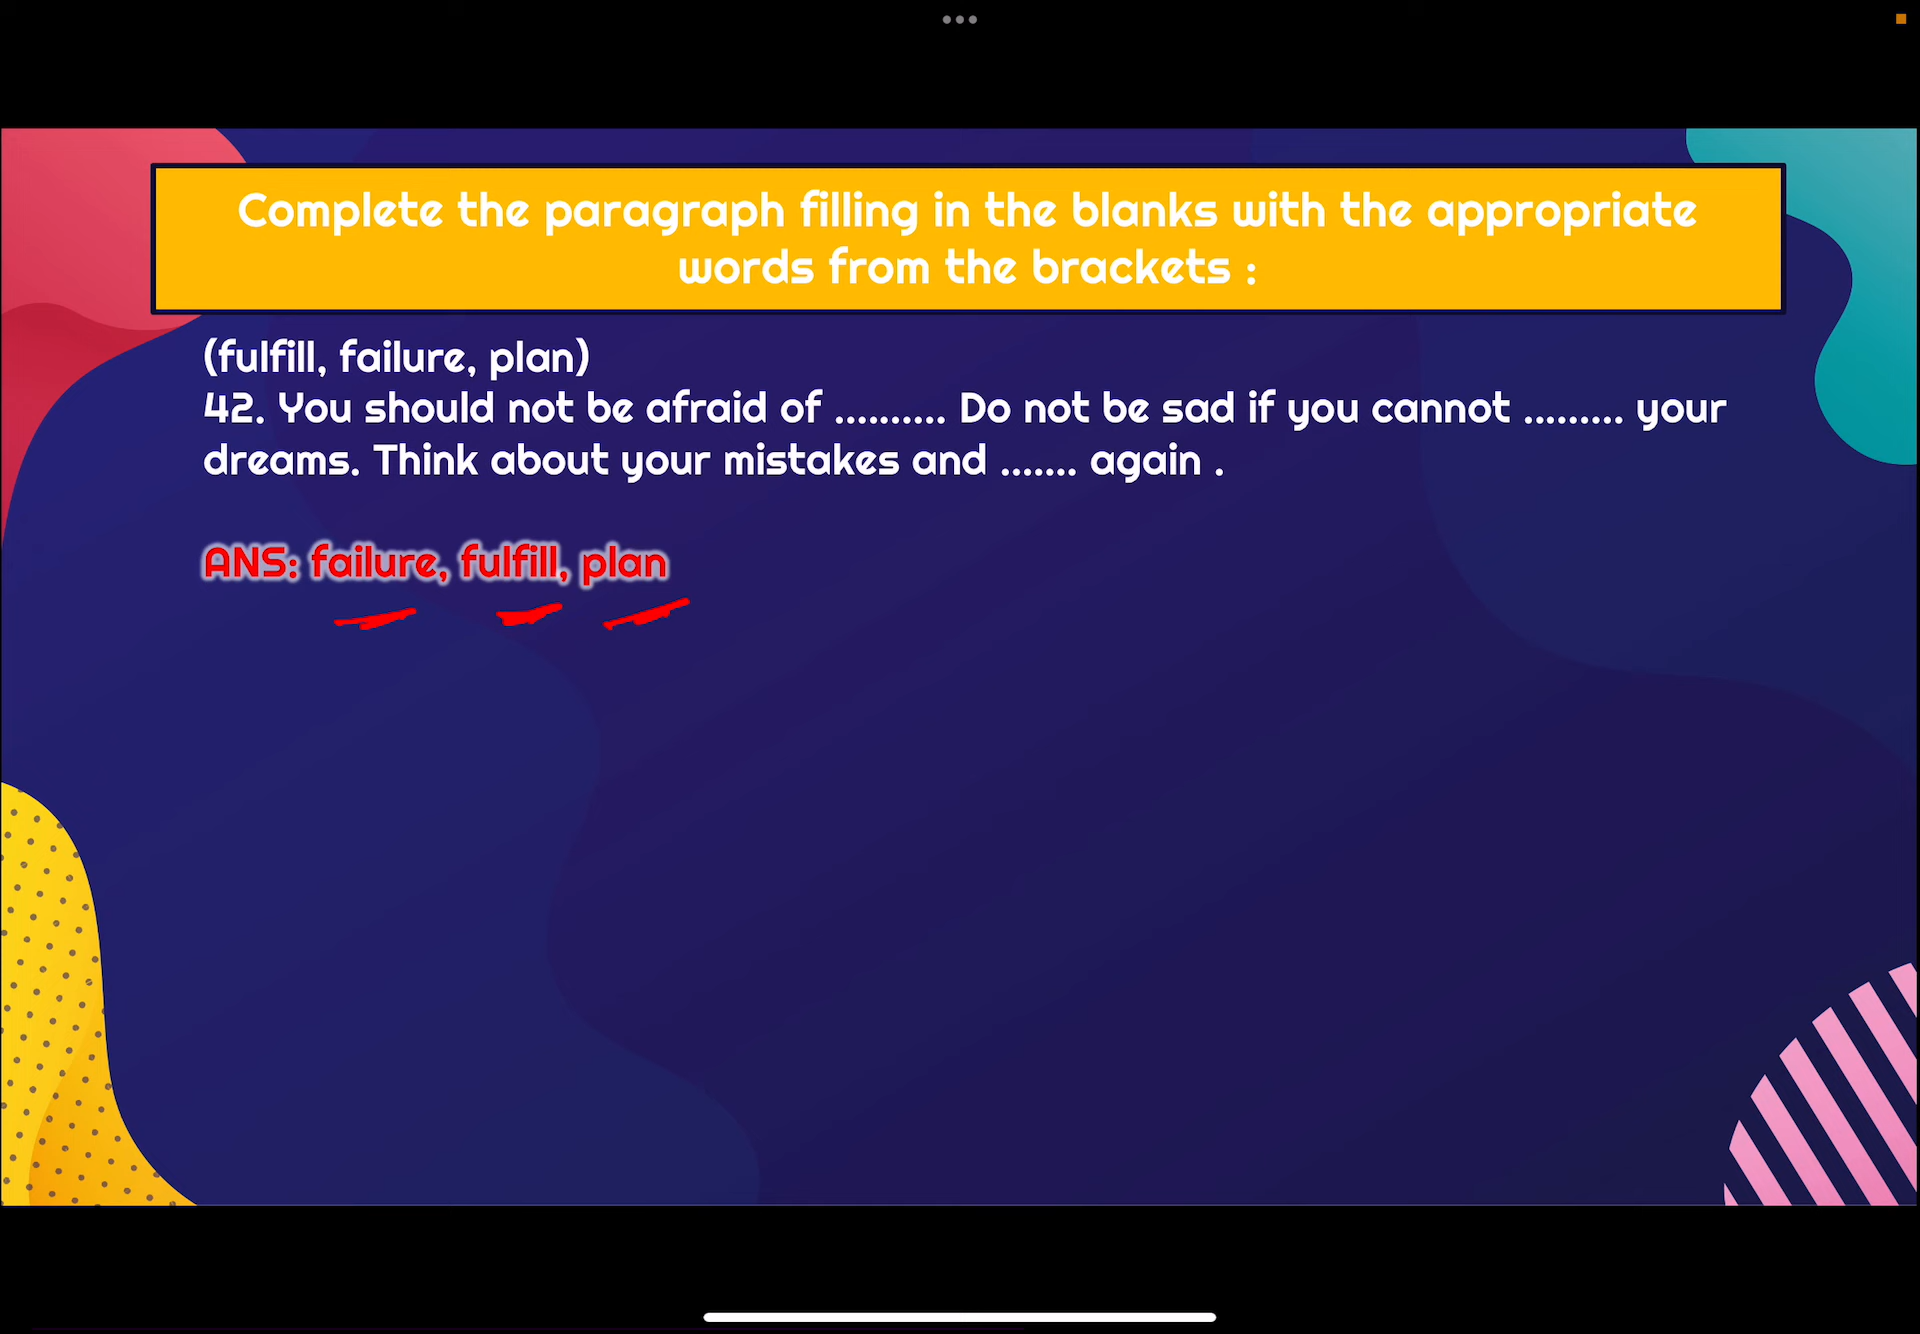 Complete the paragraph filling in the blanks with the appropriate
words from the brackets :
(fulfill, failure, plan)
42. You should not be afraid of .......... Do not be sad if you cannot ......... your
dreams. Think about your mistakes and ....... again .
ANS: failure, fulfill, plan